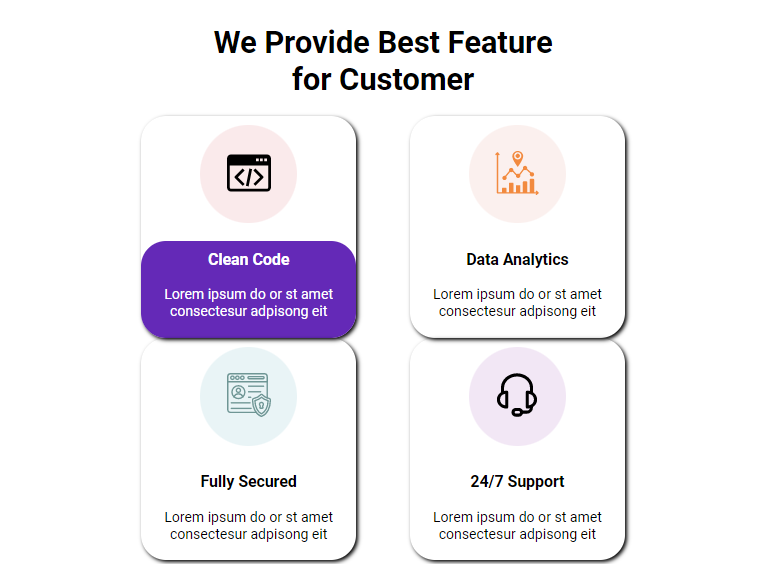 We Provide Best Feature
for Customer
Clean Code
Lorem ipsum do or st amet
consectesur adpisong eit
Data Analytics
Lorem ipsum do or st amet
consectesur adpisong eit
Fully Secured
Lorem ipsum do or st amet
consectesur adpisong eit
24/7 Support
Lorem ipsum do or st amet
consectesur adpisong eit